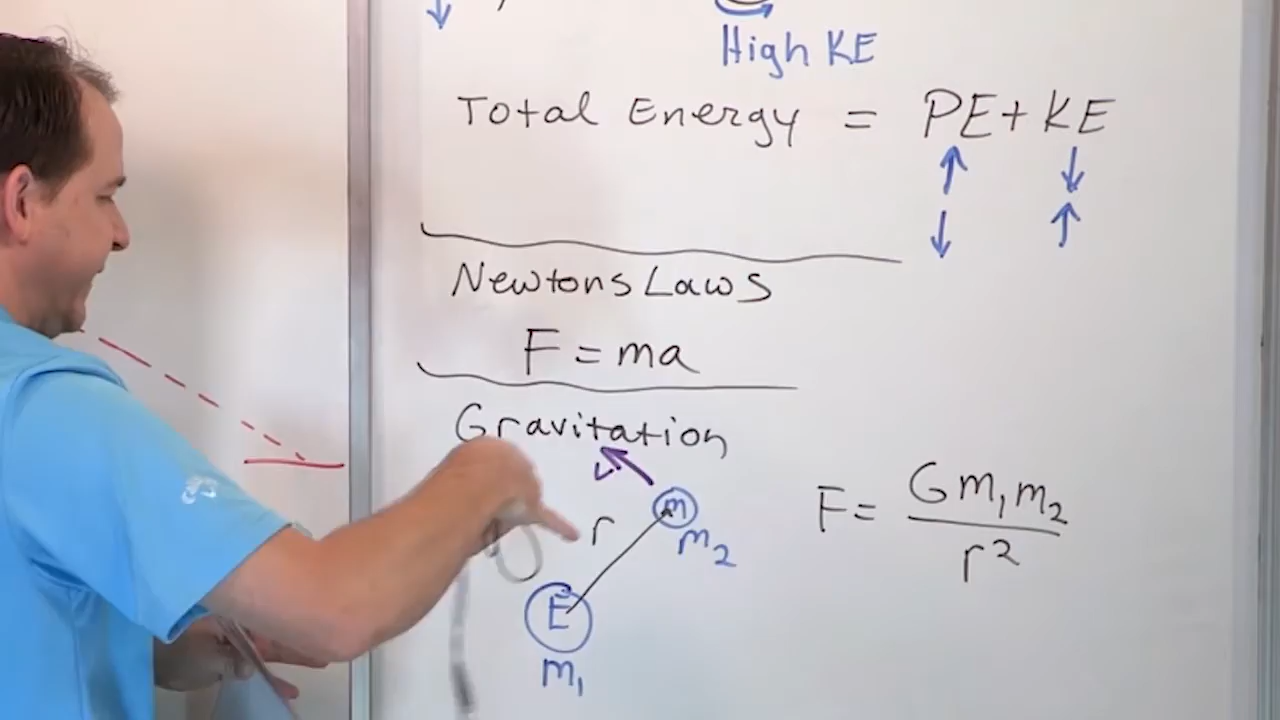 High KE
Total Energy = PE + KE
Newtons Laws
F = ma
Gravitation
v
m
r
m₂
E
m₁
F = Gm₁m₂
r²